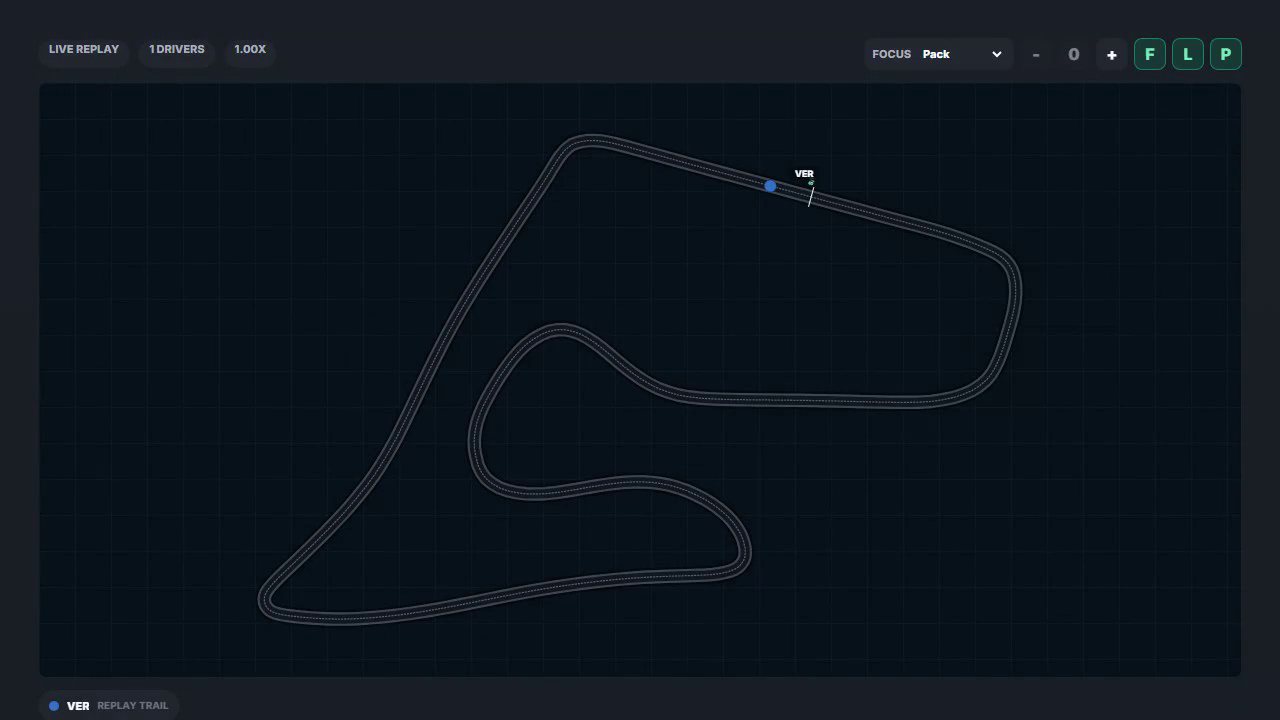 LIVE REPLAY 1 DRIVERS 1.00X FOCUS Pack - 0 + F L P
VER
VER REPLAY TRAIL